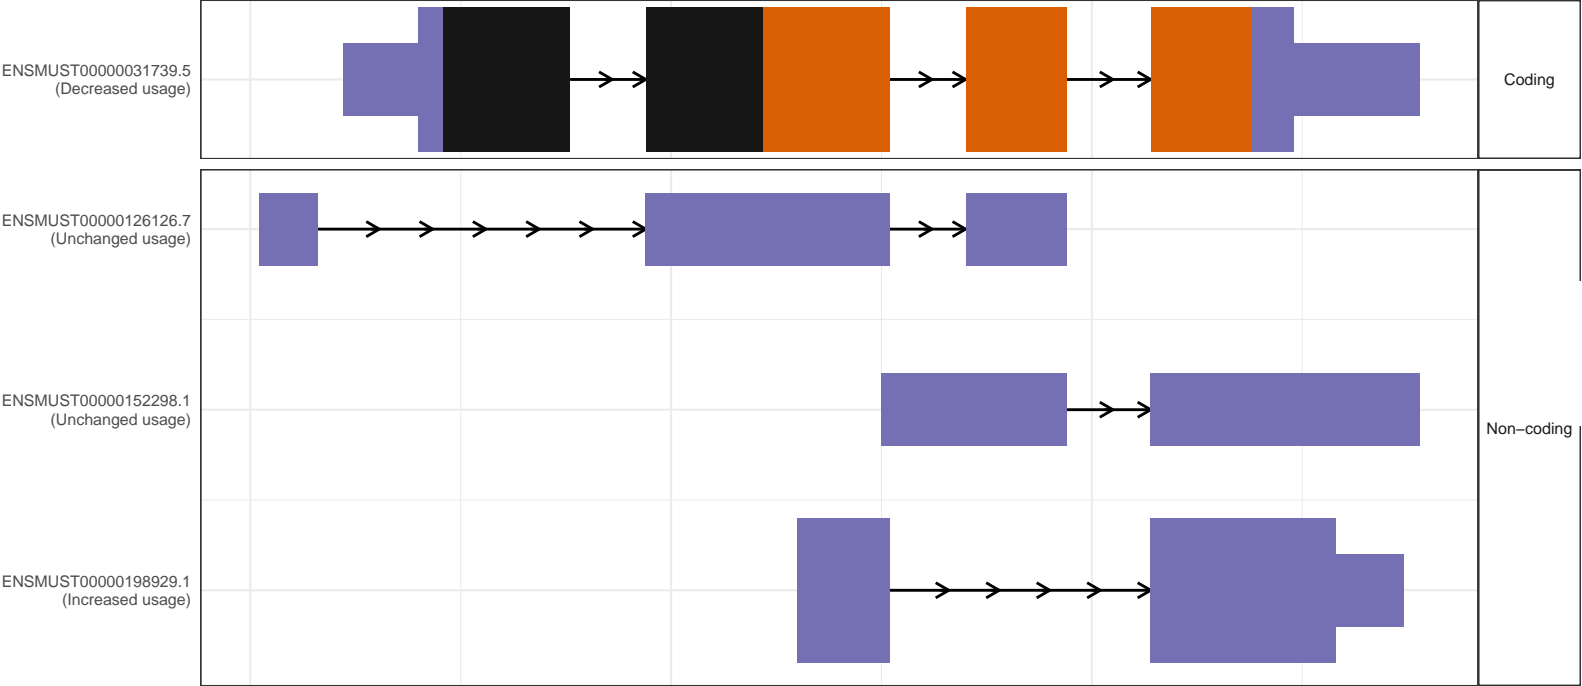 ENSMUST00000031739.5
(Decreased usage)
Coding
ENSMUST00000126126.7
(Unchanged usage)
ENSMUST00000152298.1
(Unchanged usage)
Non−coding
ENSMUST00000198929.1
(Increased usage)